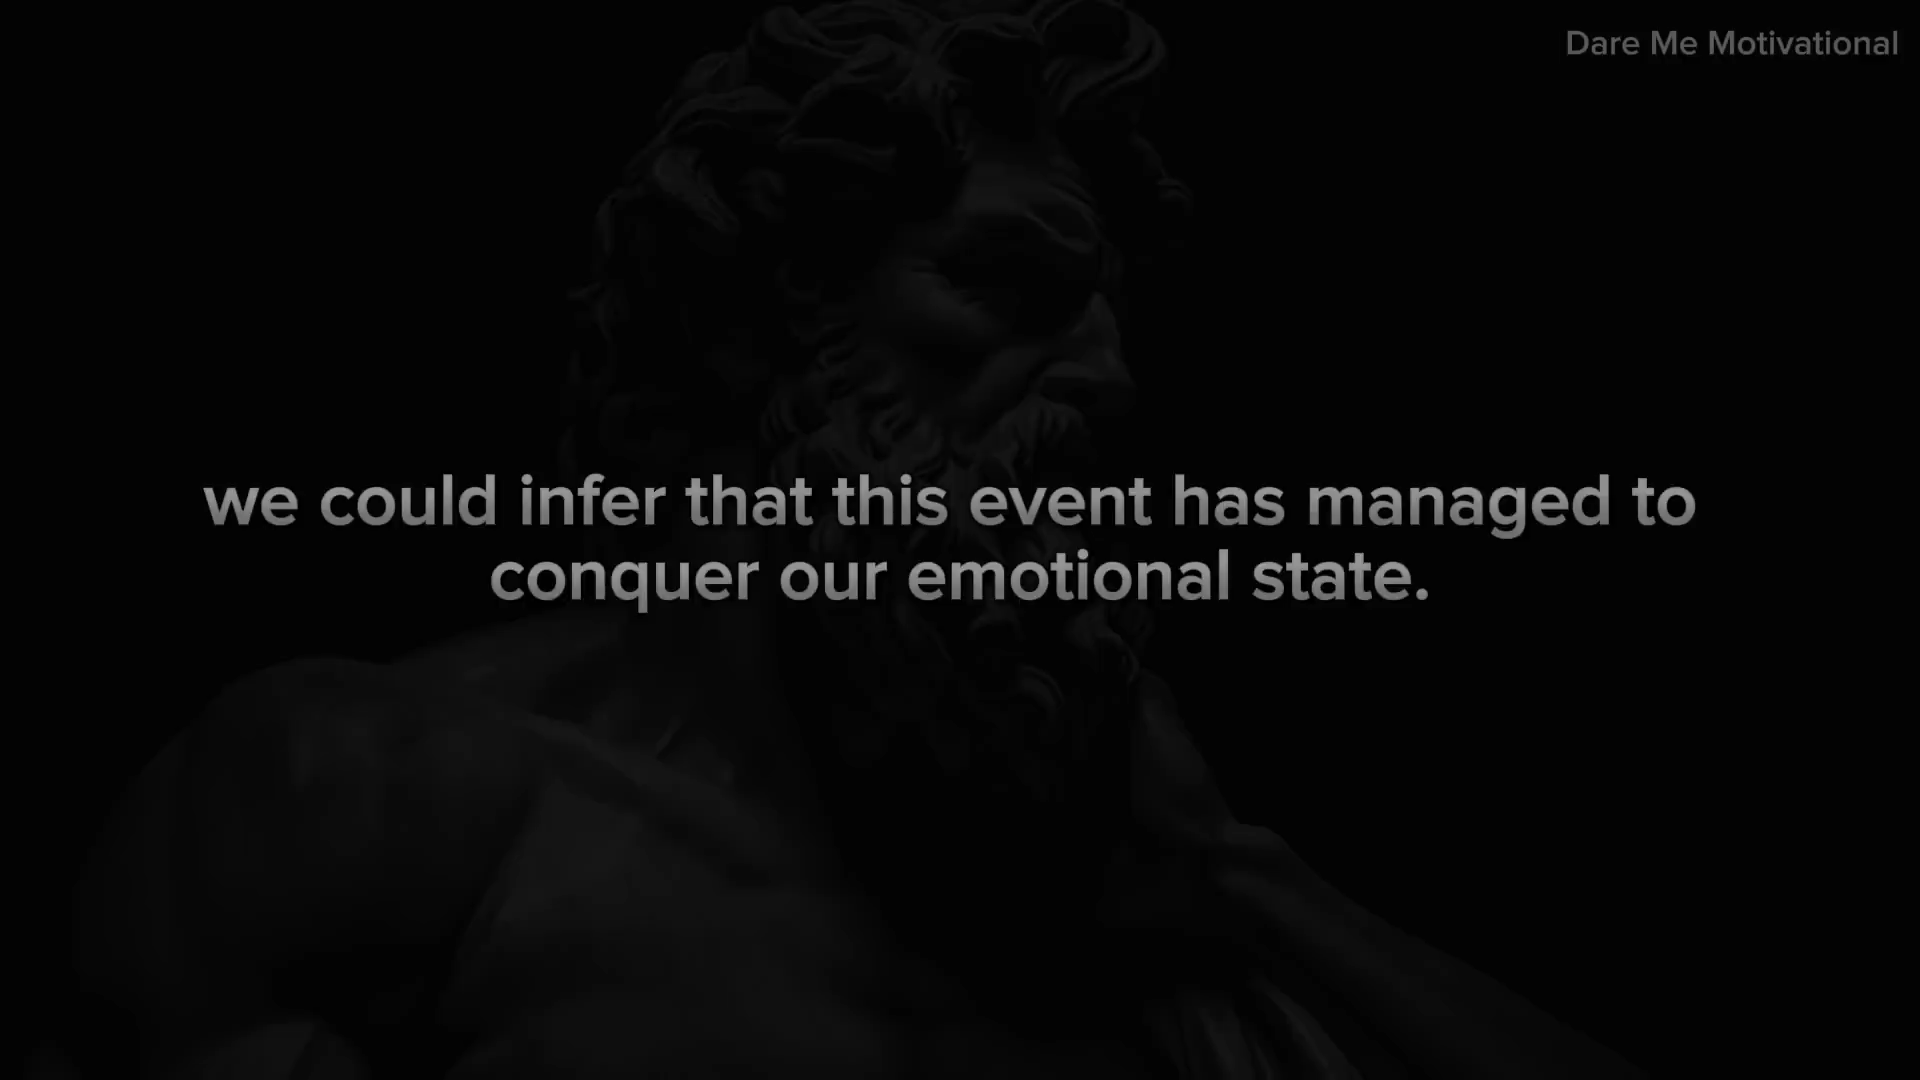 Dare Me Motivational
we could infer that this event has managed to
conquer our emotional state.